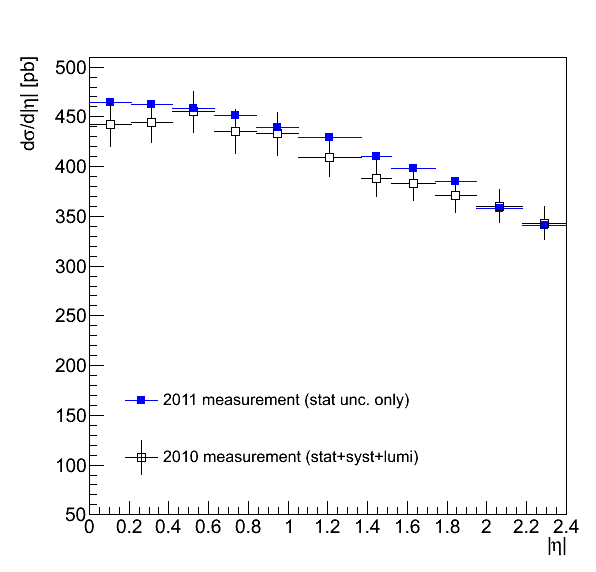 dσ/d|η| [pb]
500
450
400
350
300
250
200
150
100
50
2011 measurement (stat unc. only)
2010 measurement (stat+syst+lumi)
0 0.2 0.4 0.6 0.8 1 1.2 1.4 1.6 1.8 2 2.2 2.4
|η|